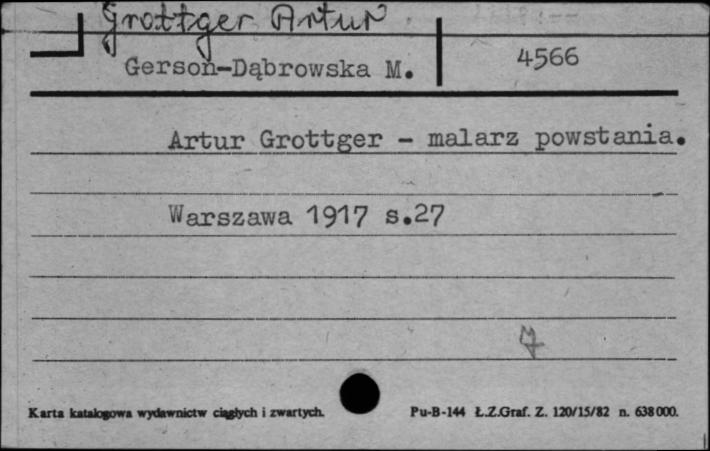 Grottger Artur
Gerson-Dąbrowska M.
4566
Artur Grottger - malarz powstania.
Warszawa 1917 s.27
Karta katalogowa wydawnictw ciągłych i zwartych.
Pu-B-144 Ł.Z.Graf. Z. 120/15/82 n. 638000.